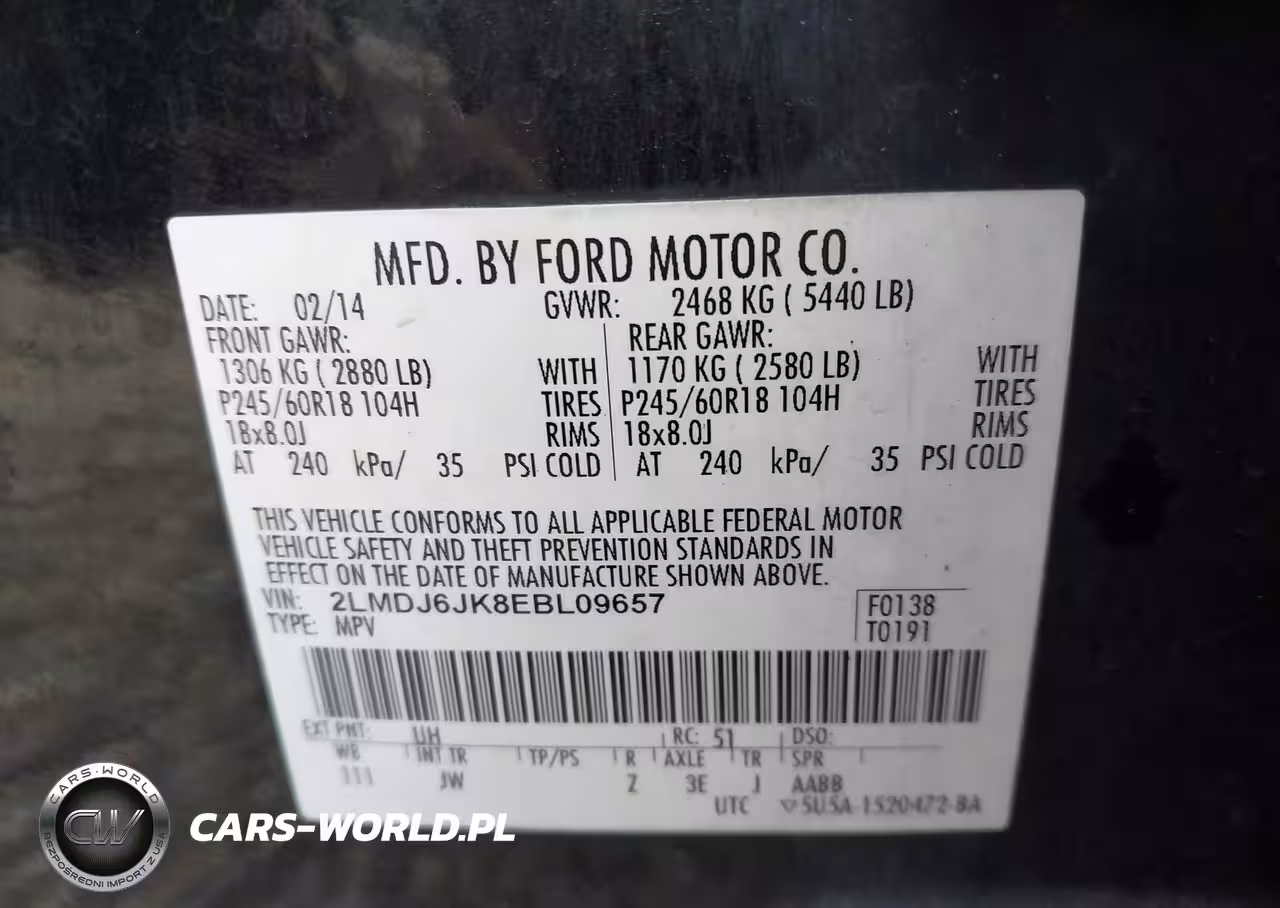 MFD. BY FORD MOTOR CO.
DATE: 02/14 GVWR: 2468 KG ( 5440 LB)
FRONT GAWR: REAR GAWR:
1306 KG ( 2880 LB) WITH 1170 KG ( 2580 LB) WITH
P245/60R18 104H TIRES P245/60R18 104H TIRES
18x8.0J RIMS 18x8.0J RIMS
AT 240 kPa/ 35 PSI COLD AT 240 kPa/ 35 PSI COLD
THIS VEHICLE CONFORMS TO ALL APPLICABLE FEDERAL MOTOR
VEHICLE SAFETY AND THEFT PREVENTION STANDARDS IN
EFFECT ON THE DATE OF MANUFACTURE SHOWN ABOVE.
VIN: 2LMDJ6JK8EBL09657 F0138
TYPE: MPV T0191
EXT PNT: UH RC: 51 DSO:
WB INT TR TP/PS R AXLE TR SPR
111 JW Z 3E J AABB
UTC 5U5A-1520472-BA
CARS-WORLD
CW
BEZPOŚREDNI IMPORT Z USA
CARS-WORLD.PL